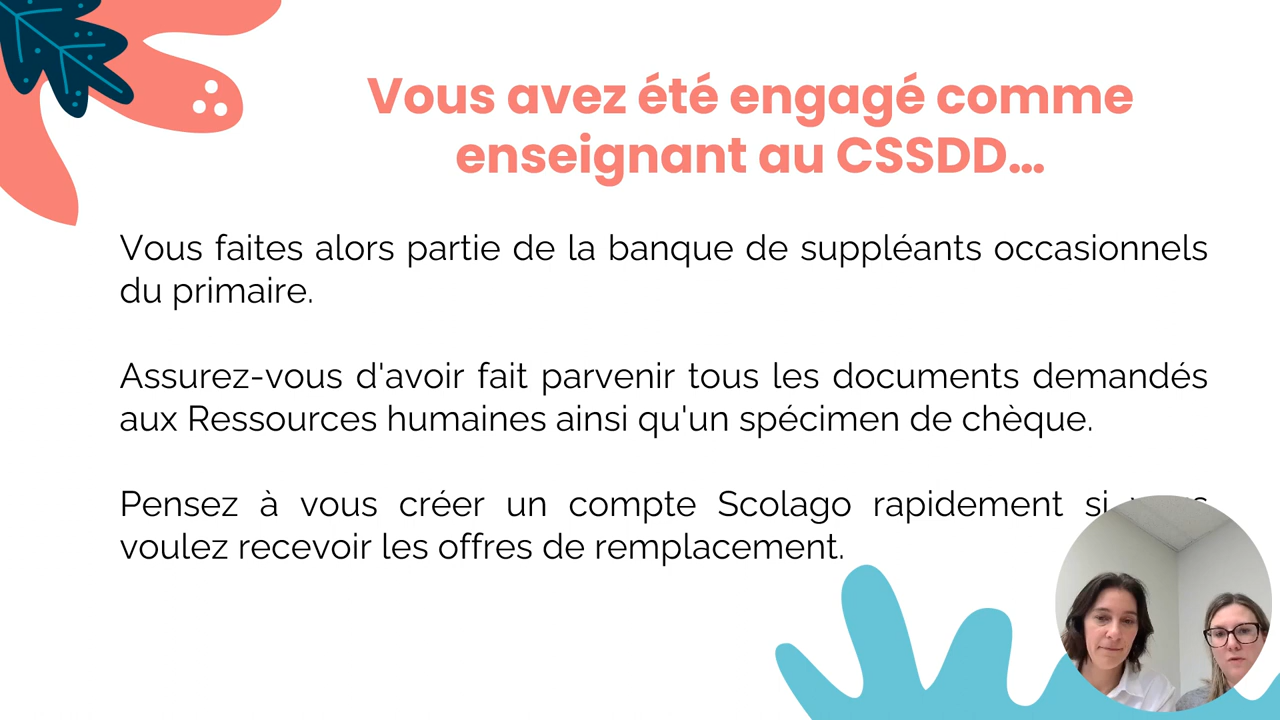 Vous avez été engagé comme
enseignant au CSSDD...
Vous faites alors partie de la banque de suppléants occasionnels
du primaire.
Assurez-vous d'avoir fait parvenir tous les documents demandés
aux Ressources humaines ainsi qu'un spécimen de chèque.
Pensez à vous créer un compte Scolago rapidement si
voulez recevoir les offres de remplacement.